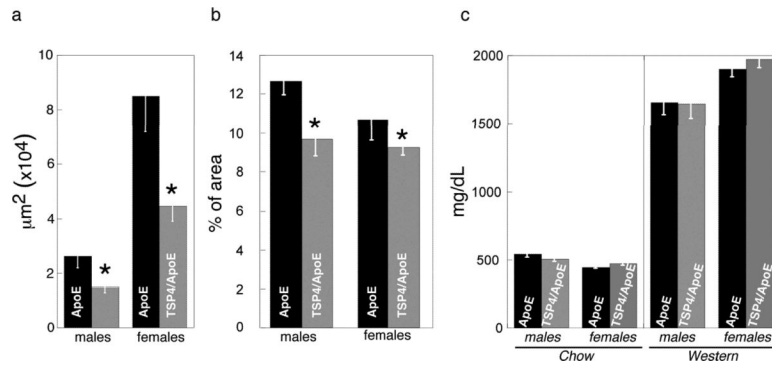 a
10
8
6
4
2
0
μm² (x104)
*
*
ApoE
ApoE
TSP4/ApoE
males
females
b
14
12
10
8
6
4
2
0
% of area
*
*
ApoE
TSP4/ApoE
ApoE
TSP4/ApoE
males
females
c
2000
1500
1000
500
0
mg/dL
ApoE
TSP4/ApoE
ApoE
TSP4/ApoE
ApoE
TSP4/ApoE
ApoE
TSP4/ApoE
males
females
males
females
Chow
Western